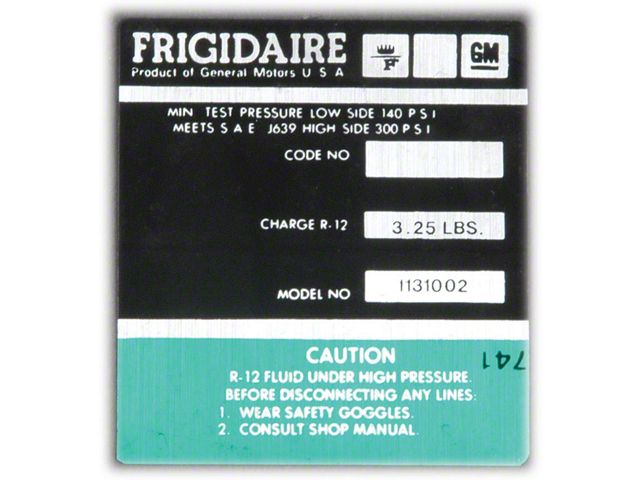 FRIGIDAIRE
Product of General Motors U S A
F
GM
MIN TEST PRESSURE LOW SIDE 140 P S I
MEETS S A E J639 HIGH SIDE 300 P S I
CODE NO
CHARGE R-12 3.25 LBS.
MODEL NO 1131002
CAUTION
741
R-12 FLUID UNDER HIGH PRESSURE.
BEFORE DISCONNECTING ANY LINES:
1. WEAR SAFETY GOGGLES.
2. CONSULT SHOP MANUAL.